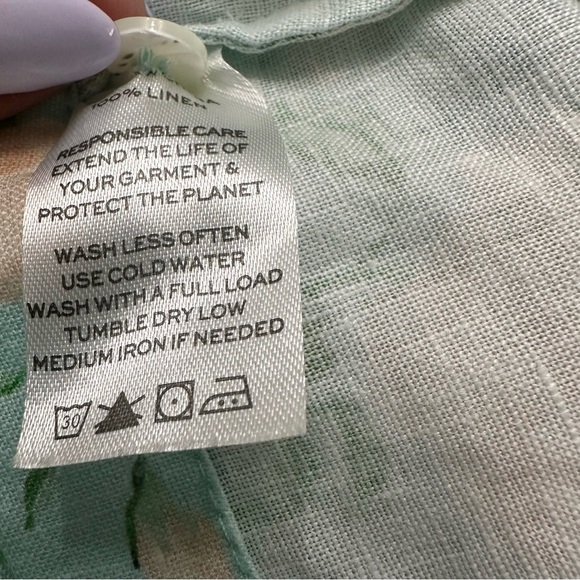 100% LINEN
RESPONSIBLE CARE
EXTEND THE LIFE OF
YOUR GARMENT &
PROTECT THE PLANET
WASH LESS OFTEN
USE COLD WATER
WASH WITH A FULL LOAD
TUMBLE DRY LOW
MEDIUM IRON IF NEEDED
30